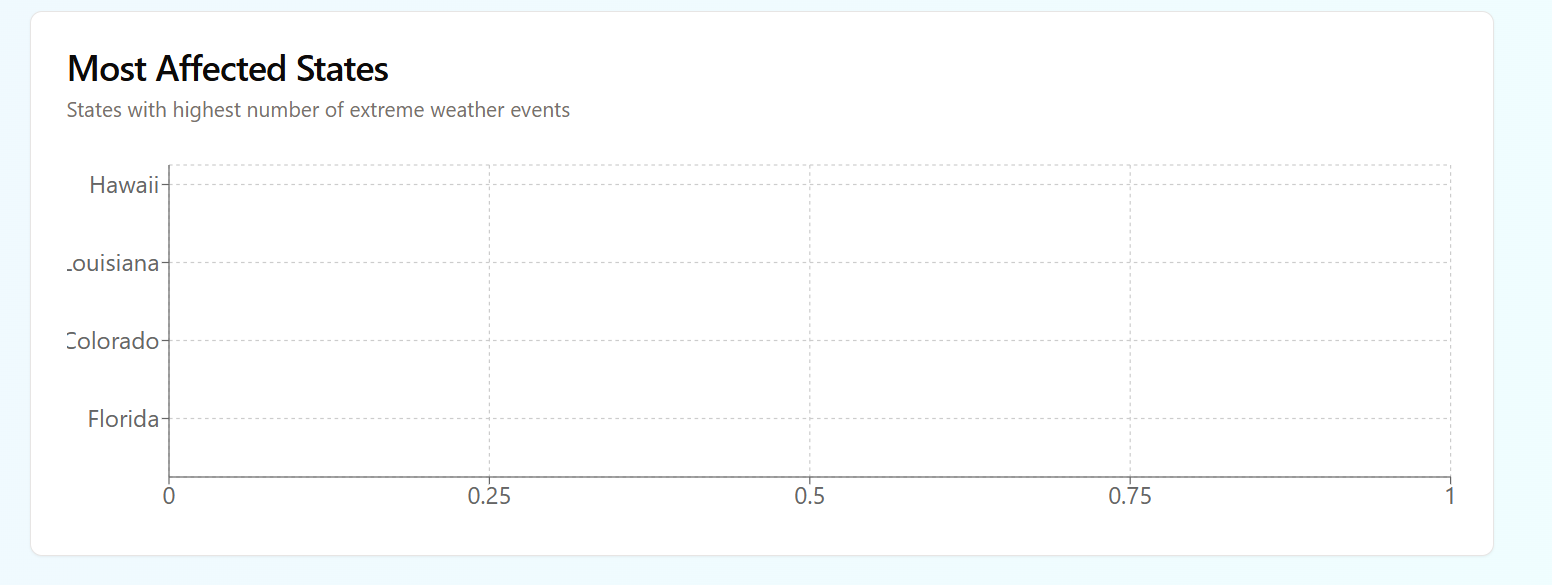 Most Affected States
States with highest number of extreme weather events
Hawaii
Louisiana
Colorado
Florida
0 0.25 0.5 0.75 1